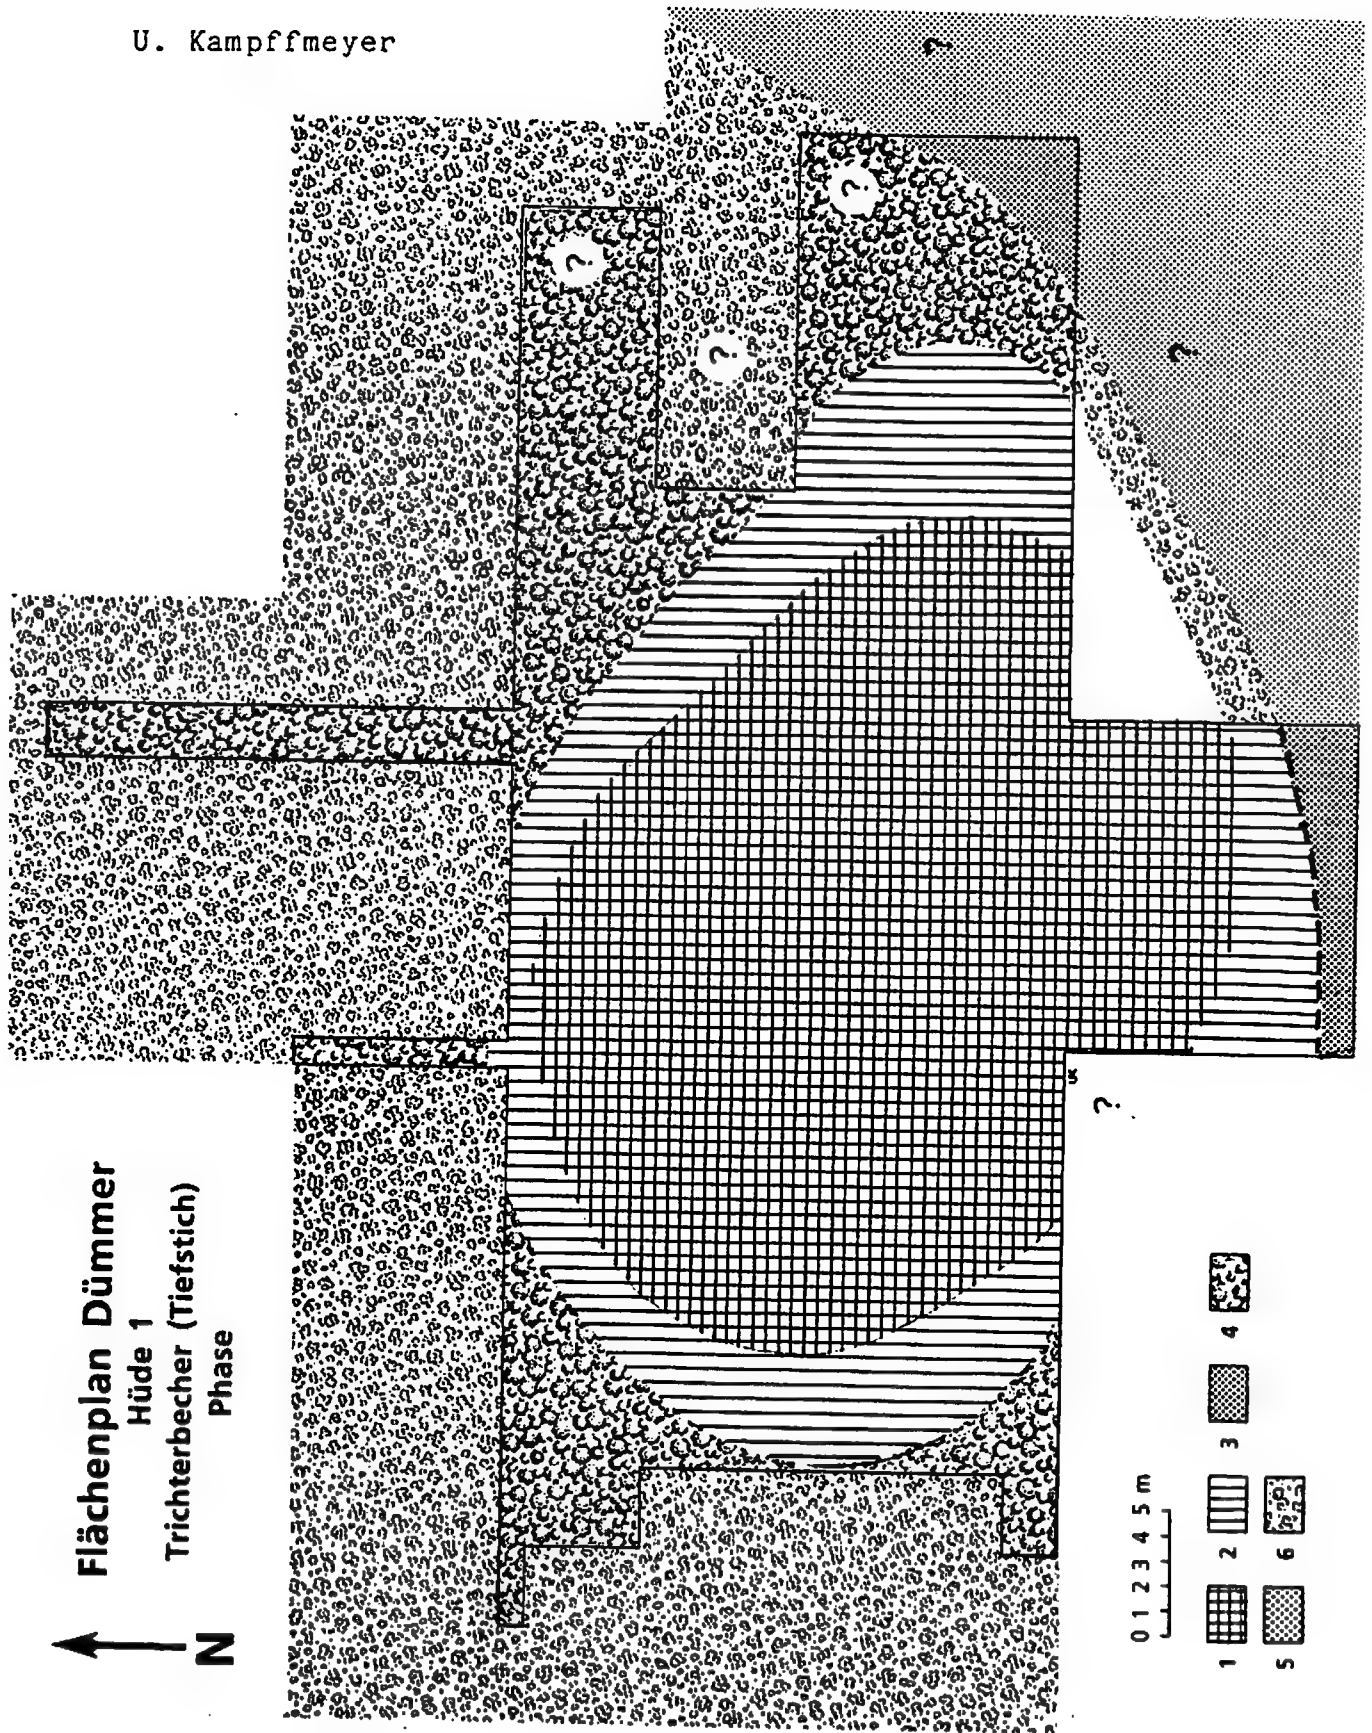 U. Kampffmeyer
Flächenplan Dümmer
Hüde 1
Trichterbecher (Tiefstich)
Phase
N
?
?
?
?
?
?
UK
0 1 2 3 4 5 m
1 2 3 4
5 6